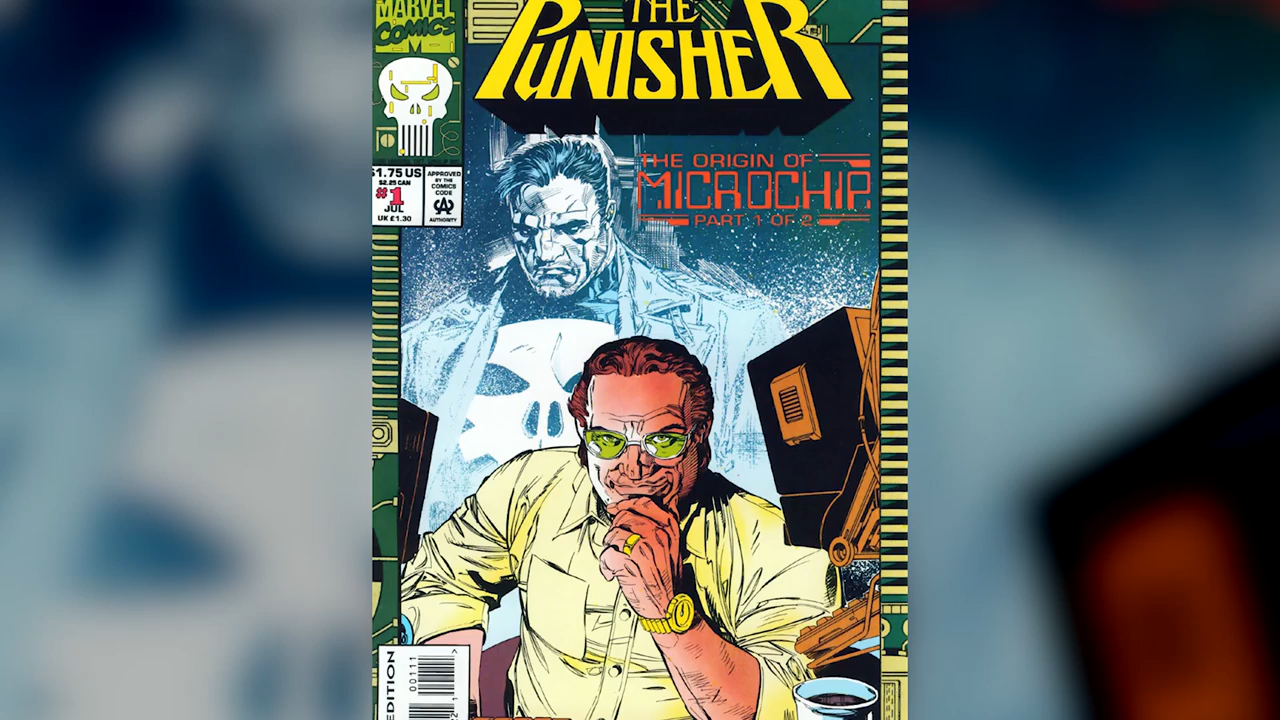 MARVEL
COMICS
THE
PUNISHER
$1.75 US
$2.25 CAN
#1
JUL
UK £1.30
APPROVED
BY THE
COMICS
CODE
AUTHORITY
THE ORIGIN OF
MICROCHIP
PART 1 OF 2
EDITION
00111